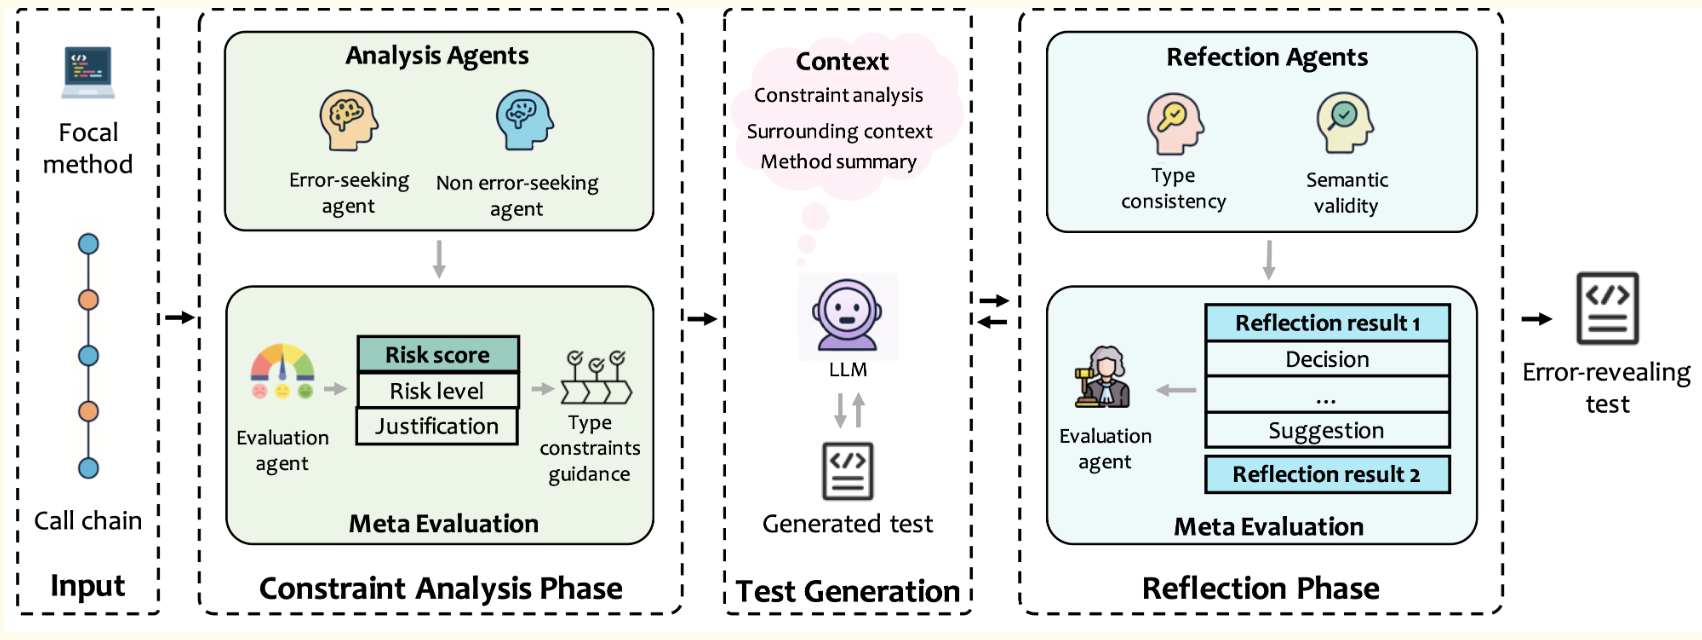 Focal
method
Call chain
Input
Analysis Agents
Error-seeking
agent
Non error-seeking
agent
Evaluation
agent
Risk score
Risk level
Justification
Type
constraints
guidance
Meta Evaluation
Constraint Analysis Phase
Context
Constraint analysis
Surrounding context
Method summary
LLM
</>
Generated test
Test Generation
Refection Agents
Type
consistency
Semantic
validity
Evaluation
agent
Reflection result 1
Decision
...
Suggestion
Reflection result 2
Meta Evaluation
Reflection Phase
</>
Error-revealing
test